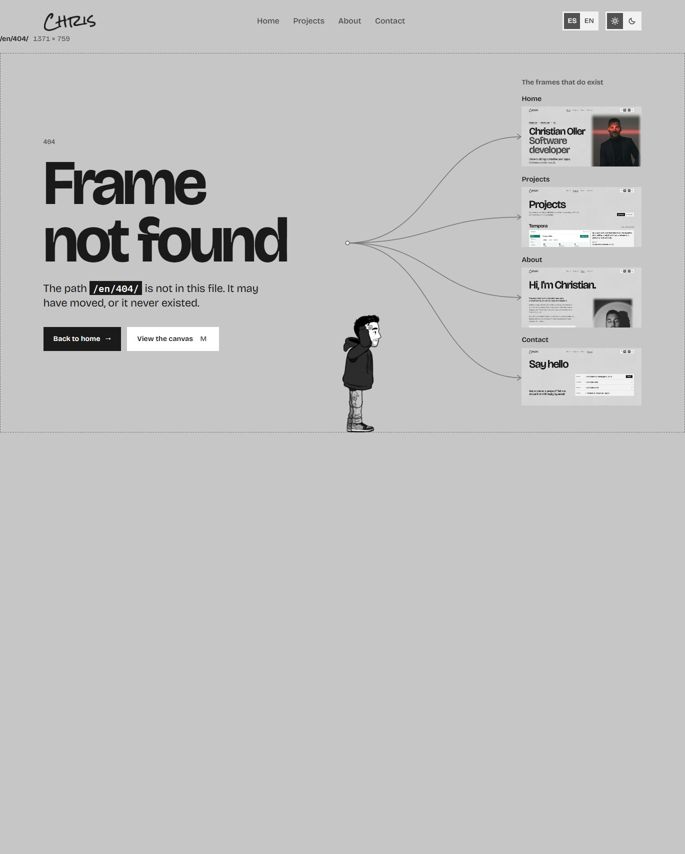 CHRIS
Home Projects About Contact
ES EN
/en/404/ 1371 × 759
The frames that do exist
Home
Christian Oller
Software
developer
Projects
Projects
Tempora
About
Hi, I'm Christian.
Contact
Say hello
404
Frame
not found
The path /en/404/ is not in this file. It may
have moved, or it never existed.
Back to home →
View the canvas M